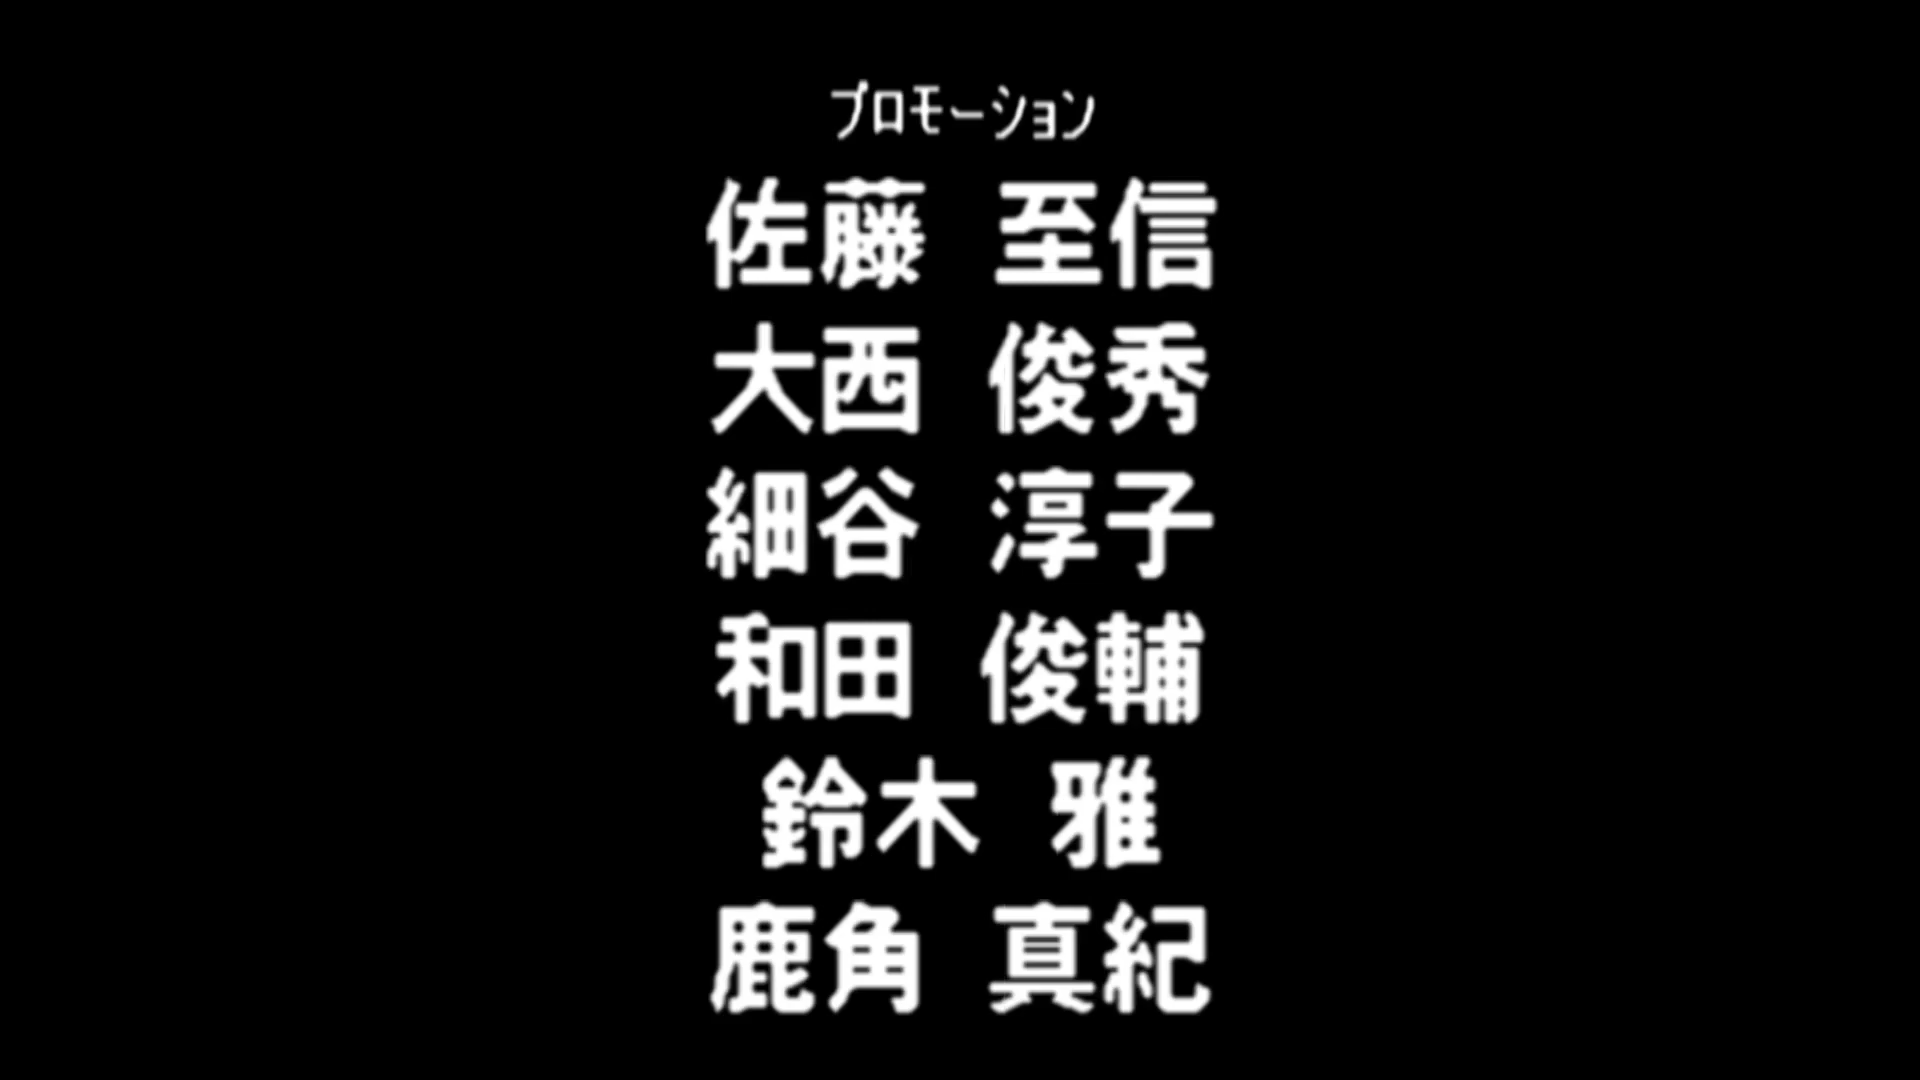 プロモーション
佐藤 至信
大西 俊秀
細谷 淳子
和田 俊輔
鈴木 雅
鹿角 真紀